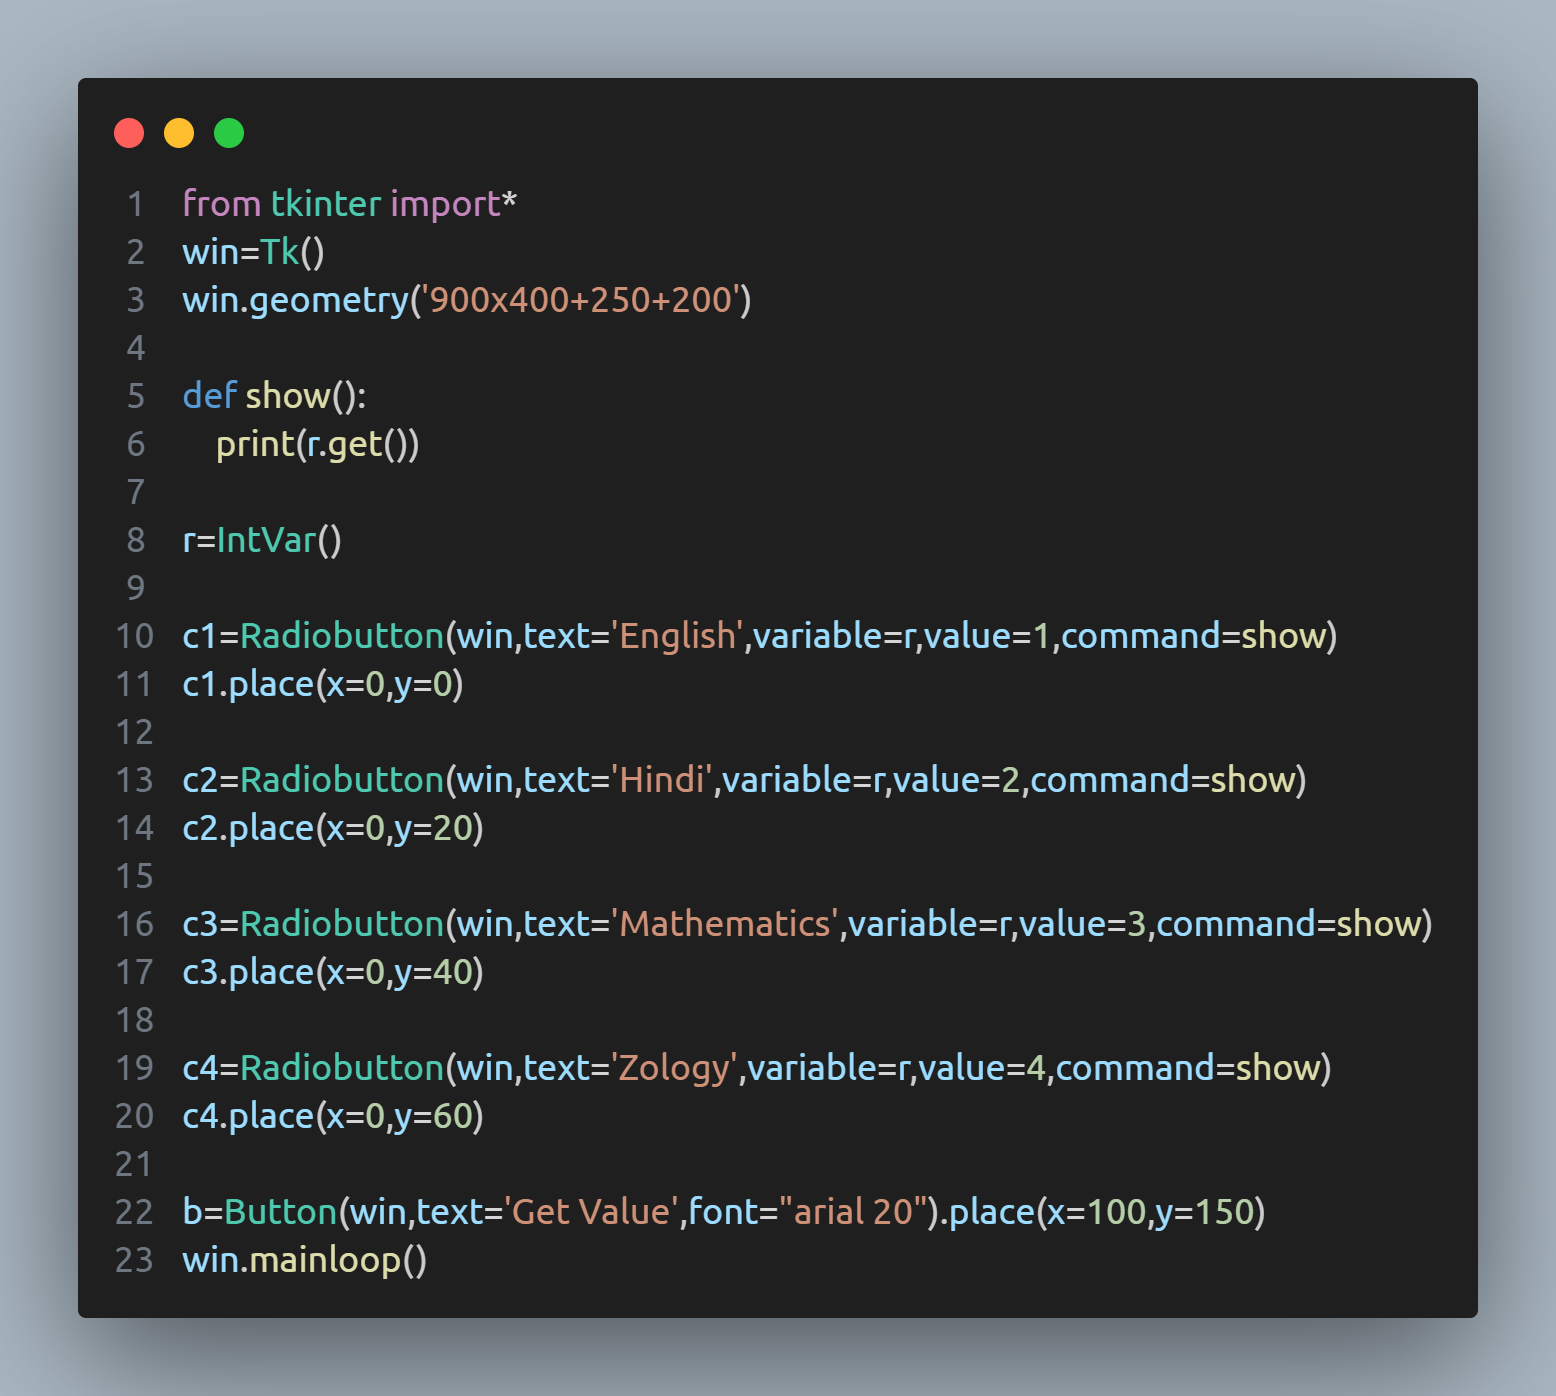 1 from tkinter import*
2 win=Tk()
3 win.geometry('900x400+250+200')
4
5 def show():
6     print(r.get())
7
8 r=IntVar()
9
10 c1=Radiobutton(win,text='English',variable=r,value=1,command=show)
11 c1.place(x=0,y=0)
12
13 c2=Radiobutton(win,text='Hindi',variable=r,value=2,command=show)
14 c2.place(x=0,y=20)
15
16 c3=Radiobutton(win,text='Mathematics',variable=r,value=3,command=show)
17 c3.place(x=0,y=40)
18
19 c4=Radiobutton(win,text='Zology',variable=r,value=4,command=show)
20 c4.place(x=0,y=60)
21
22 b=Button(win,text='Get Value',font="arial 20").place(x=100,y=150)
23 win.mainloop()